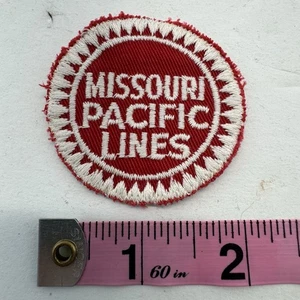 MISSOURI
PACIFIC
LINES
1 60 in 2